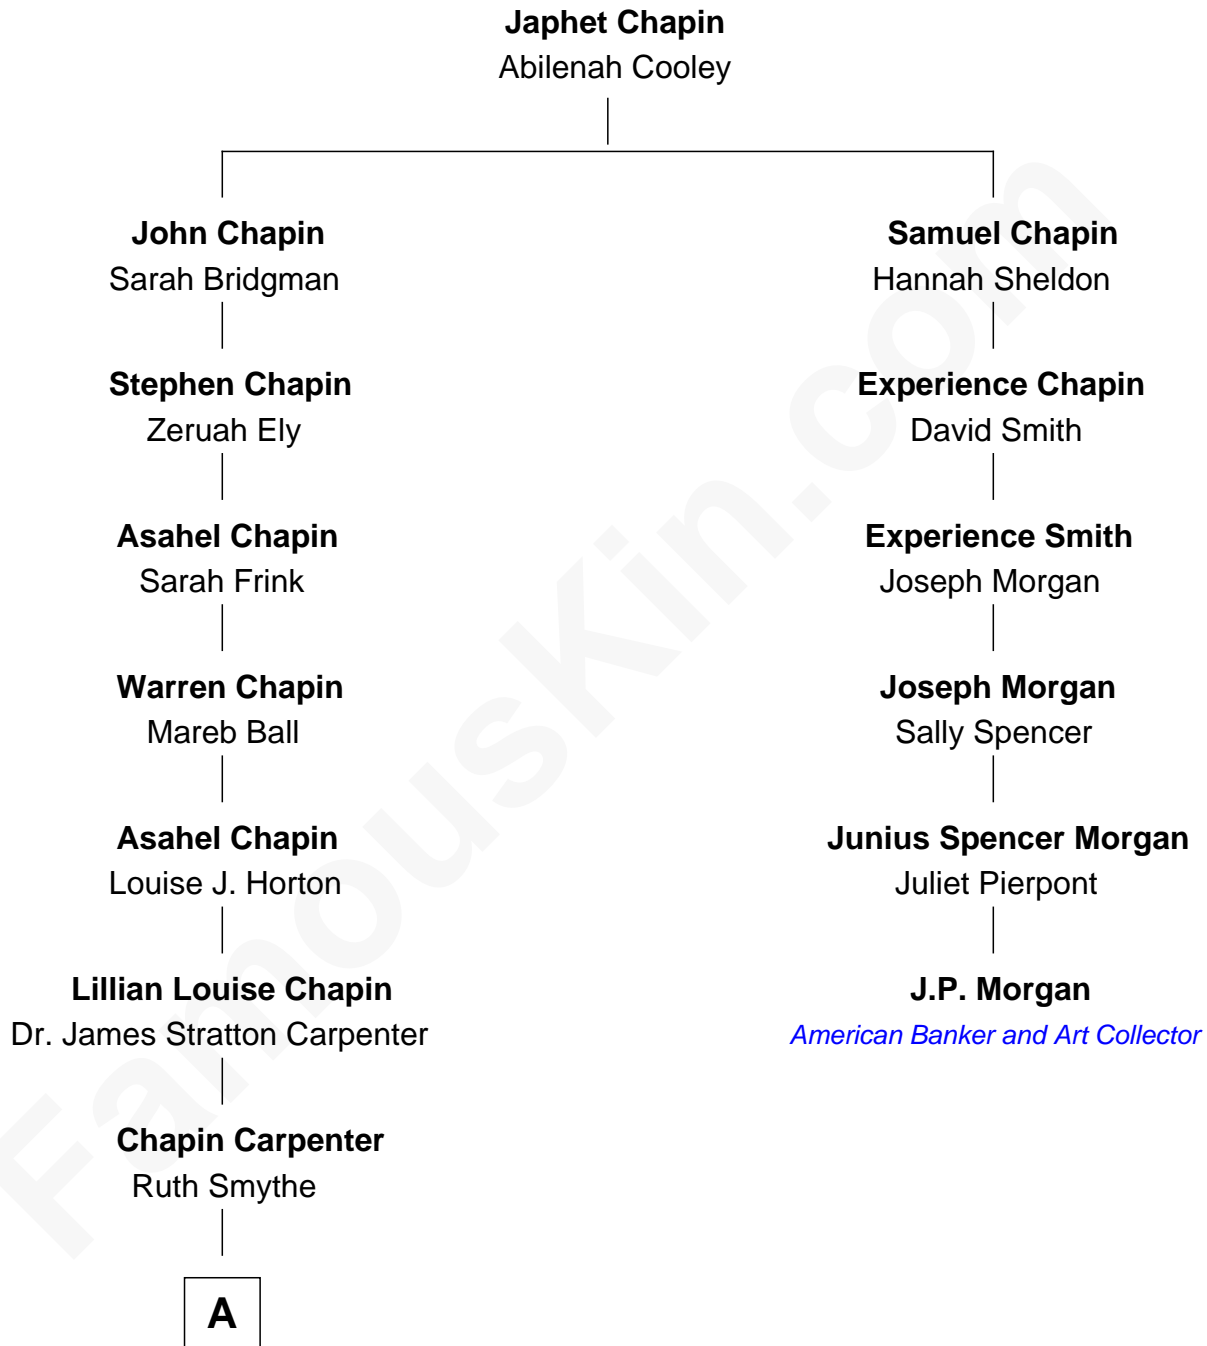 Japhet Chapin
Abilenah Cooley
John Chapin
Sarah Bridgman
Samuel Chapin
Hannah Sheldon
Stephen Chapin
Zeruah Ely
Experience Chapin
David Smith
Asahel Chapin
Sarah Frink
Experience Smith
Joseph Morgan
Warren Chapin
Mareb Ball
Joseph Morgan
Sally Spencer
Asahel Chapin
Louise J. Horton
Junius Spencer Morgan
Juliet Pierpont
Lillian Louise Chapin
Dr. James Stratton Carpenter
J.P. Morgan
American Banker and Art Collector
Chapin Carpenter
Ruth Smythe
A
FamousKin.com